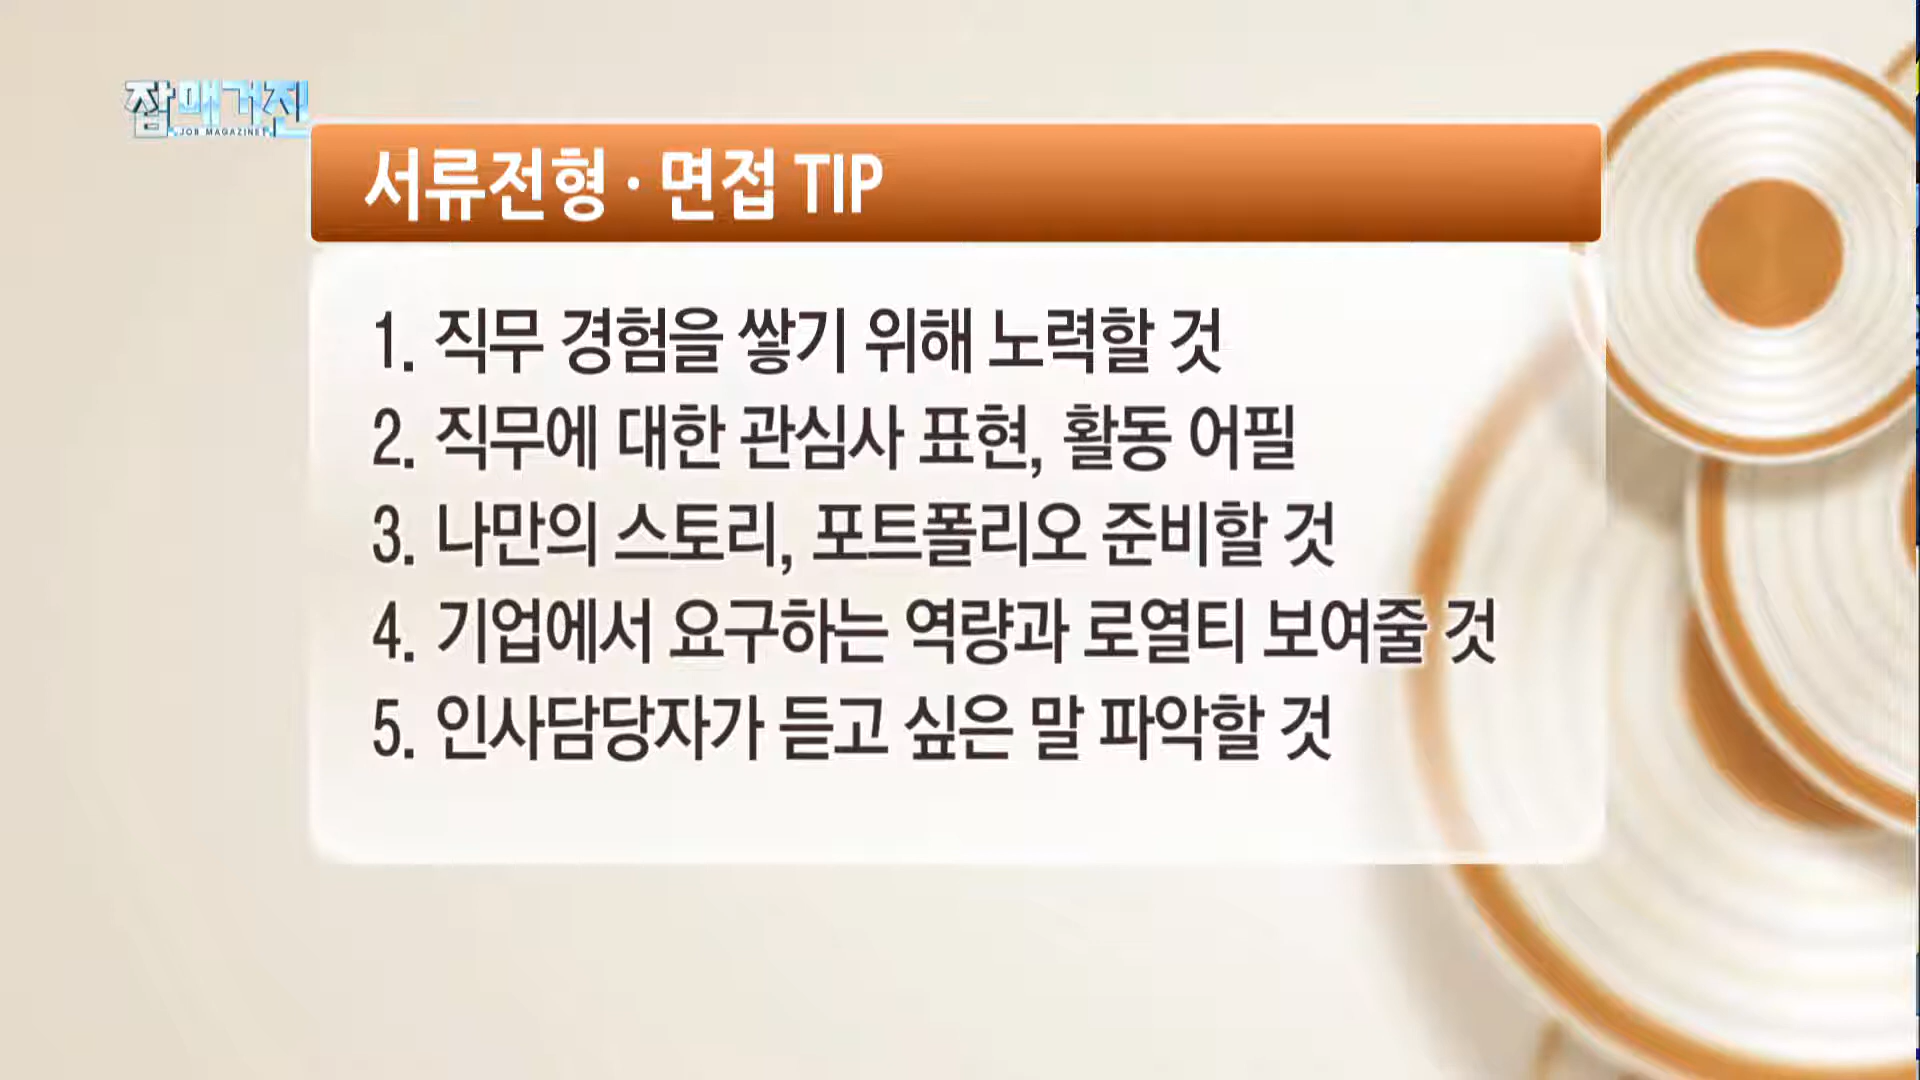 잡매거진
JOB MAGAZINE
서류전형·면접 TIP
1. 직무 경험을 쌓기 위해 노력할 것
2. 직무에 대한 관심사 표현, 활동 어필
3. 나만의 스토리, 포트폴리오 준비할 것
4. 기업에서 요구하는 역량과 로열티 보여줄 것
5. 인사담당자가 듣고 싶은 말 파악할 것